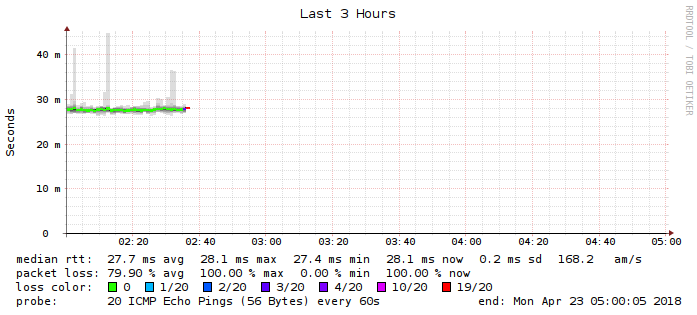 Last 3 Hours
RRDTOOL / TOBI OETIKER
Seconds
40 m
30 m
20 m
10 m
0
02:20 02:40 03:00 03:20 03:40 04:00 04:20 04:40 05:00
median rtt: 27.7 ms avg 28.1 ms max 27.4 ms min 28.1 ms now 0.2 ms sd 168.2 am/s
packet loss: 79.90 % avg 100.00 % max 0.00 % min 100.00 % now
loss color: 0 1/20 2/20 3/20 4/20 10/20 19/20
probe: 20 ICMP Echo Pings (56 Bytes) every 60s end: Mon Apr 23 05:00:05 2018